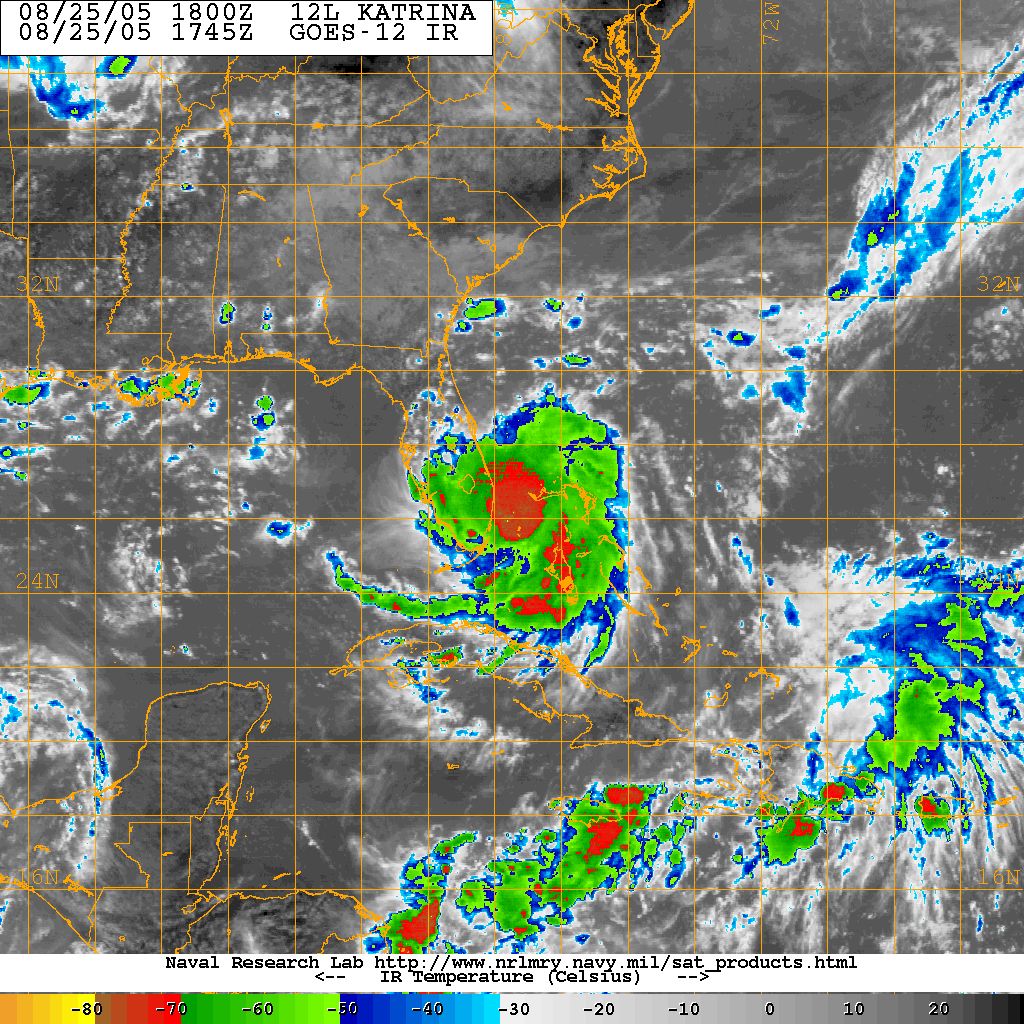 08/25/05 1800Z 12L KATRINA
08/25/05 1745Z GOES-12 IR
72W
32N 32N
24N 24N
16N 16N
Naval Research Lab http://www.nrlmry.navy.mil/sat_products.html
<-- IR Temperature (Celsius) -->
-80 -70 -60 -50 -40 -30 -20 -10 0 10 20